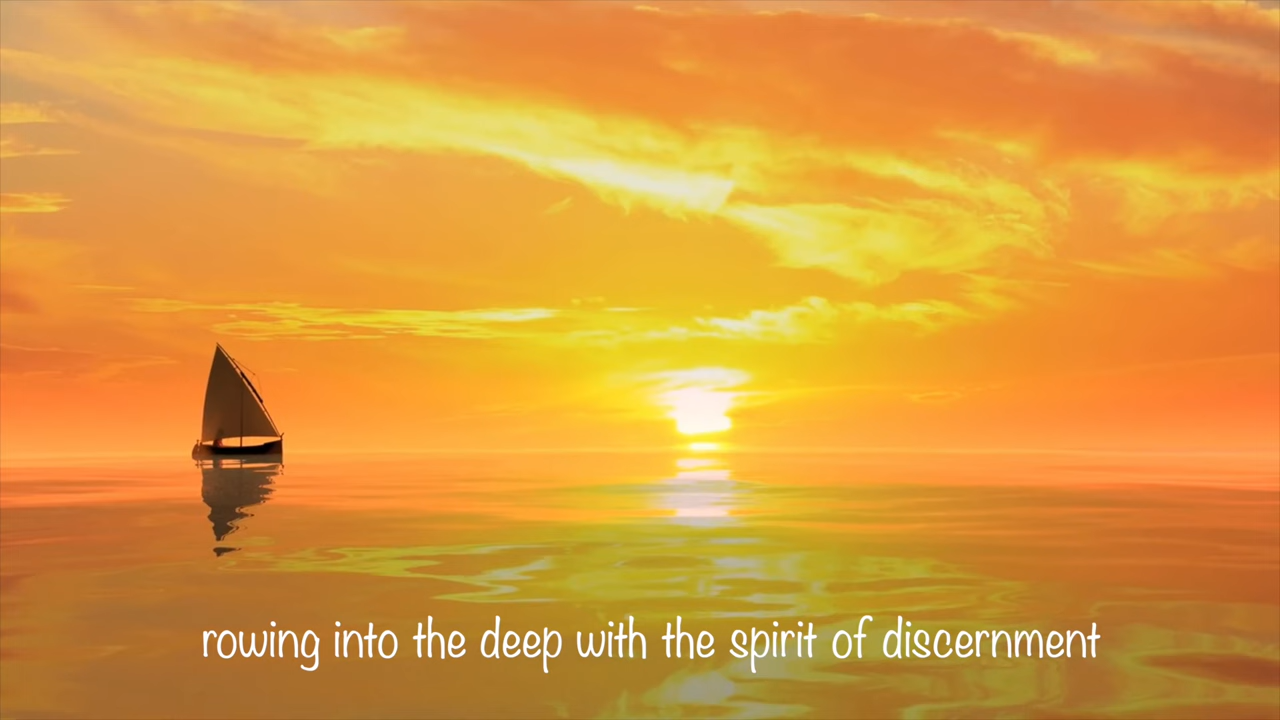 rowing into the deep with the spirit of discernment